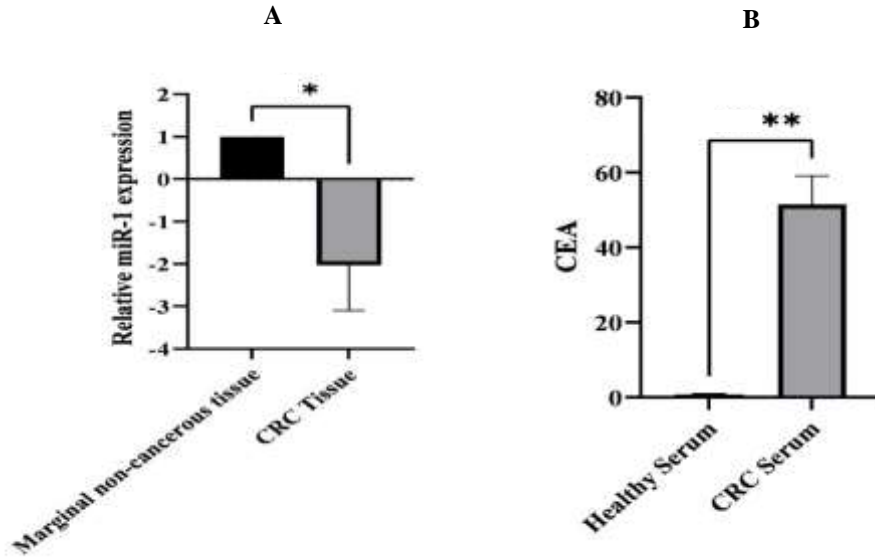 A
B
Relative miR-1 expression
2
1
0
-1
-2
-3
-4
*
Marginal non-cancerous tissue
CRC Tissue
CEA
80
60
40
20
0
**
Healthy Serum
CRC Serum